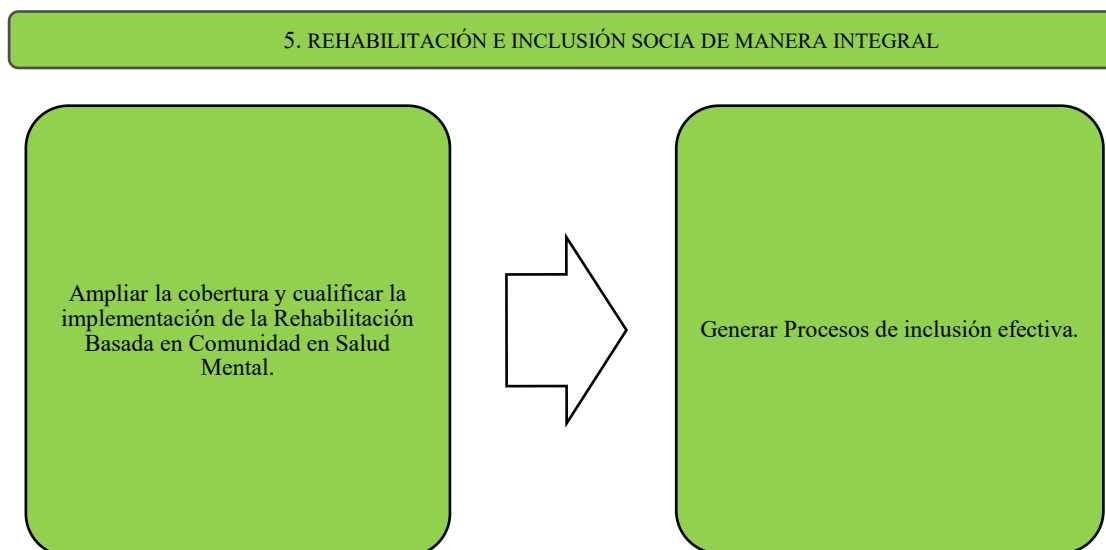 5. REHABILITACIÓN E INCLUSIÓN SOCIA DE MANERA INTEGRAL
Ampliar la cobertura y cualificar la
implementación de la Rehabilitación
Basada en Comunidad en Salud
Mental.
Generar Procesos de inclusión efectiva.